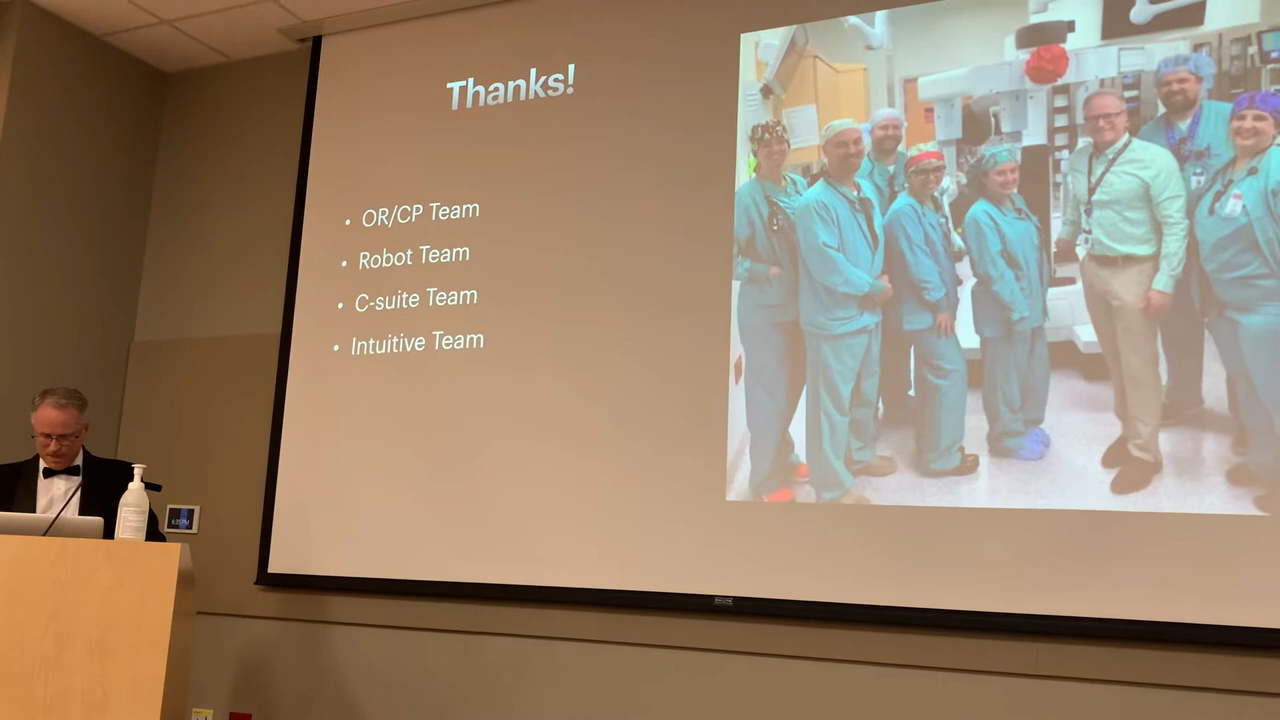 Thanks!
• OR/CP Team
• Robot Team
• C-suite Team
• Intuitive Team